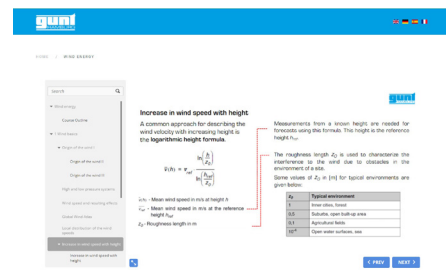 gunt
HOME / WIND ENERGY
Search
Wind energy
Course Outline
1 Wind basics
Origin of the wind I
Origin of the wind II
Origin of the wind III
High and low pressure systems
Wind speed and resulting effects
Global Wind Atlas
Local distribution of the wind speeds
Increase in wind speed with height
Increase in wind speed with height
gunt
Increase in wind speed with height
A common approach for describing the
wind velocity with increasing height is
the logarithmic height formula.
v̄(h) = v̄ref · ln(h/z0) / ln(href/z0)
v̄(h) - Mean wind speed in m/s at height h
v̄ref - Mean wind speed in m/s at the reference
height href
z0 - Roughness length in m
Measurements from a known height are needed for
forecasts using this formula. This height is the reference
height href.
The roughness length z0 is used to characterise the
interference to the wind due to obstacles in the
environment of a site.
Some values of z0 in [m] for typical environments are
given below:
z0 Typical environment
1 Inner cities, forest
0,5 Suburbs, open built-up area
0,1 Agricultural fields
Open water surfaces, sea
< PREV
NEXT >